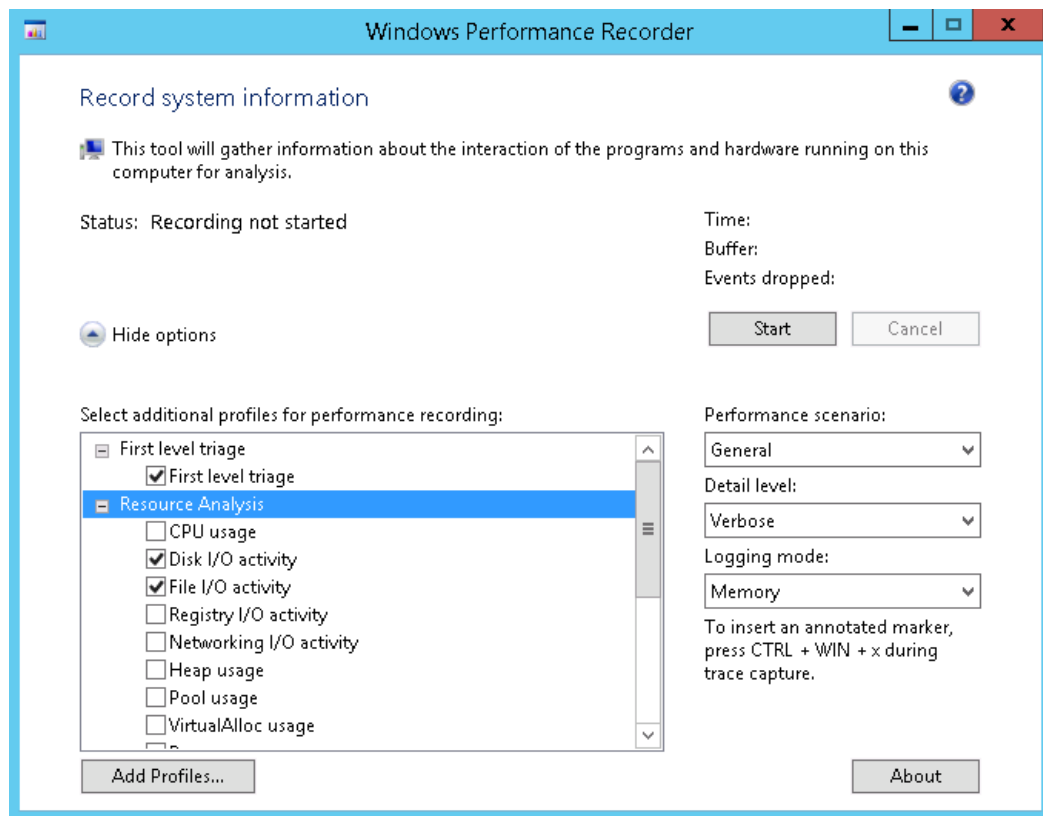 Windows Performance Recorder
Record system information
This tool will gather information about the interaction of the programs and hardware running on this
computer for analysis.
Status: Recording not started
Time:
Buffer:
Events dropped:
Hide options
Start
Cancel
Select additional profiles for performance recording:
First level triage
First level triage
Resource Analysis
CPU usage
Disk I/O activity
File I/O activity
Registry I/O activity
Networking I/O activity
Heap usage
Pool usage
VirtualAlloc usage
Performance scenario:
General
Detail level:
Verbose
Logging mode:
Memory
To insert an annotated marker,
press CTRL + WIN + x during
trace capture.
Add Profiles...
About